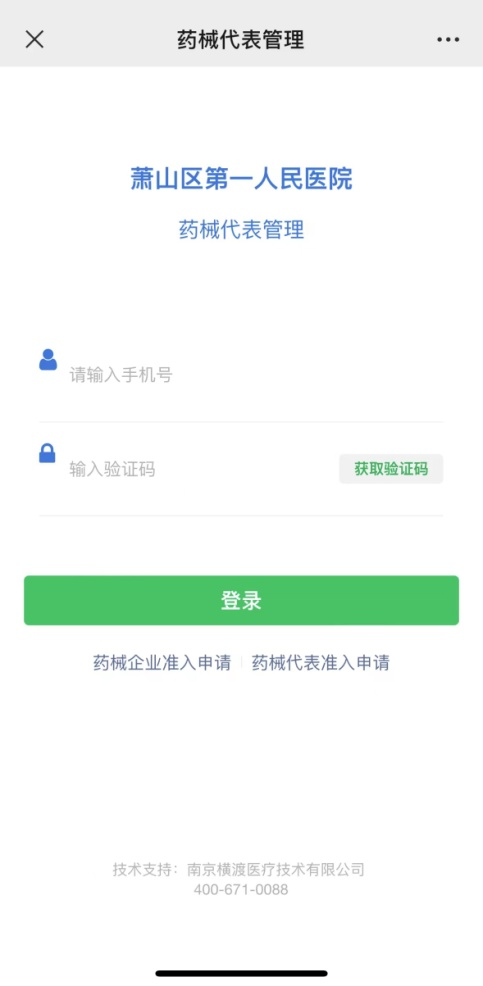 药械代表管理
萧山区第一人民医院
药械代表管理
请输入手机号
输入验证码 获取验证码
登录
药械企业准入申请 药械代表准入申请
技术支持：南京横渡医疗技术有限公司
400-671-0088